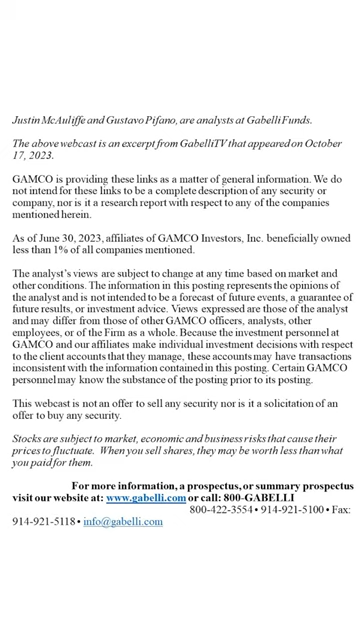 Justin McAuliffe and Gustavo Pifano, are analysts at Gabelli Funds.
The above webcast is an excerpt from GabelliTV that appeared on October
17, 2023.
GAMCO is providing these links as a matter of general information. We do
not intend for these links to be a complete description of any security or
company, nor is it a research report with respect to any of the companies
mentioned herein.
As of June 30, 2023, affiliates of GAMCO Investors, Inc. beneficially owned
less than 1% of all companies mentioned.
The analyst's views are subject to change at any time based on market and
other conditions. The information in this posting represents the opinions of
the analyst and is not intended to be a forecast of future events, a guarantee of
future results, or investment advice. Views expressed are those of the analyst
and may differ from those of other GAMCO officers, analysts, other
employees, or of the Firm as a whole. Because the investment personnel at
GAMCO and our affiliates make individual investment decisions with respect
to the client accounts that they manage, these accounts may have transactions
inconsistent with the information contained in this posting. Certain GAMCO
personnel may know the substance of the posting prior to its posting.
This webcast is not an offer to sell any security nor is it a solicitation of an
offer to buy any security.
Stocks are subject to market, economic and business risks that cause their
prices to fluctuate. When you sell shares, they may be worth less than what
you paid for them.
For more information, a prospectus, or summary prospectus
visit our website at: www.gabelli.com or call: 800-GABELLI
800-422-3554 • 914-921-5100 • Fax:
914-921-5118 • info@gabelli.com